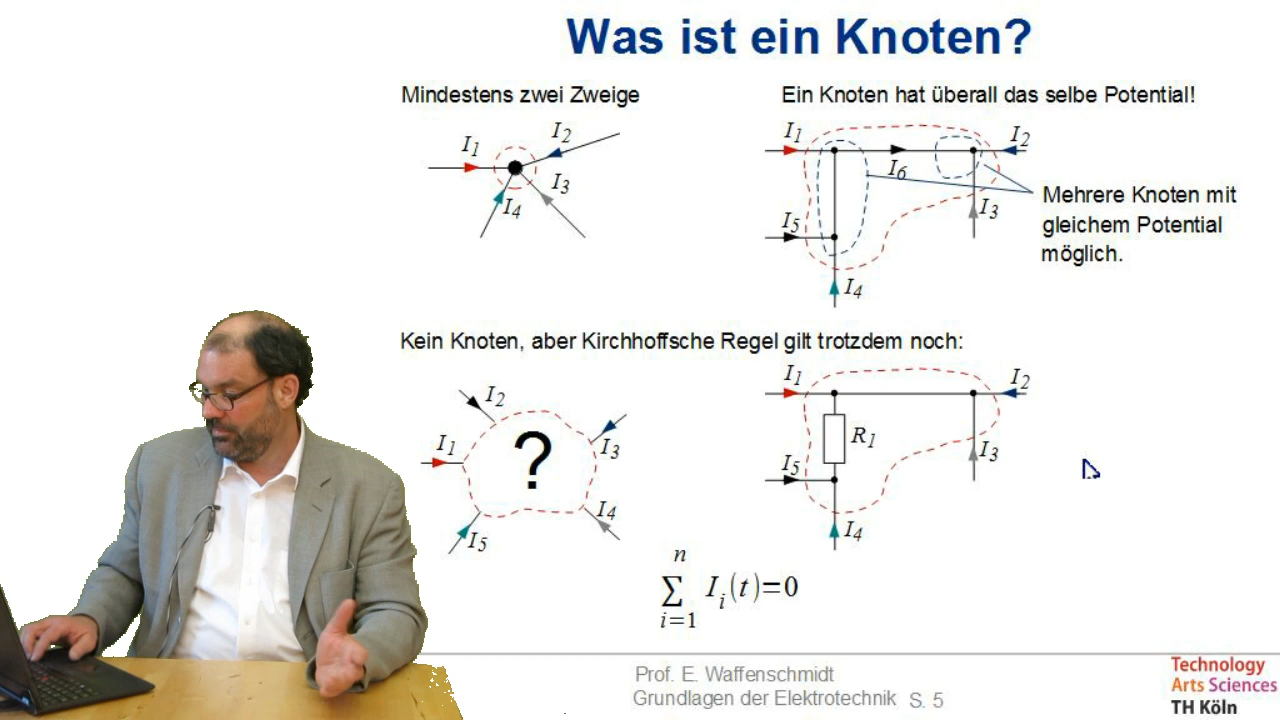 Was ist ein Knoten?
Mindestens zwei Zweige
I1
I2
I3
I4
Ein Knoten hat überall das selbe Potential!
I1
I2
I6
I3
I5
I4
Mehrere Knoten mit
gleichem Potential
möglich.
Kein Knoten, aber Kirchhoffsche Regel gilt trotzdem noch:
I2
I1
?
I3
I4
I5
I1
I2
R1
I5
I3
I4
n
∑ Ii(t)=0
i=1
Prof. E. Waffenschmidt
Grundlagen der Elektrotechnik S. 5
Technology
Arts Sciences
TH Köln